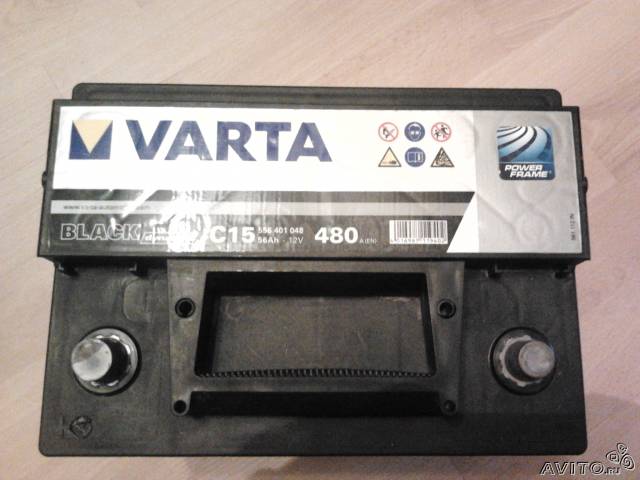 VARTA
POWER
FRAME
BLACK
C15
556 401 048
56Ah - 12V
480 A(EN)
AVITO.ru